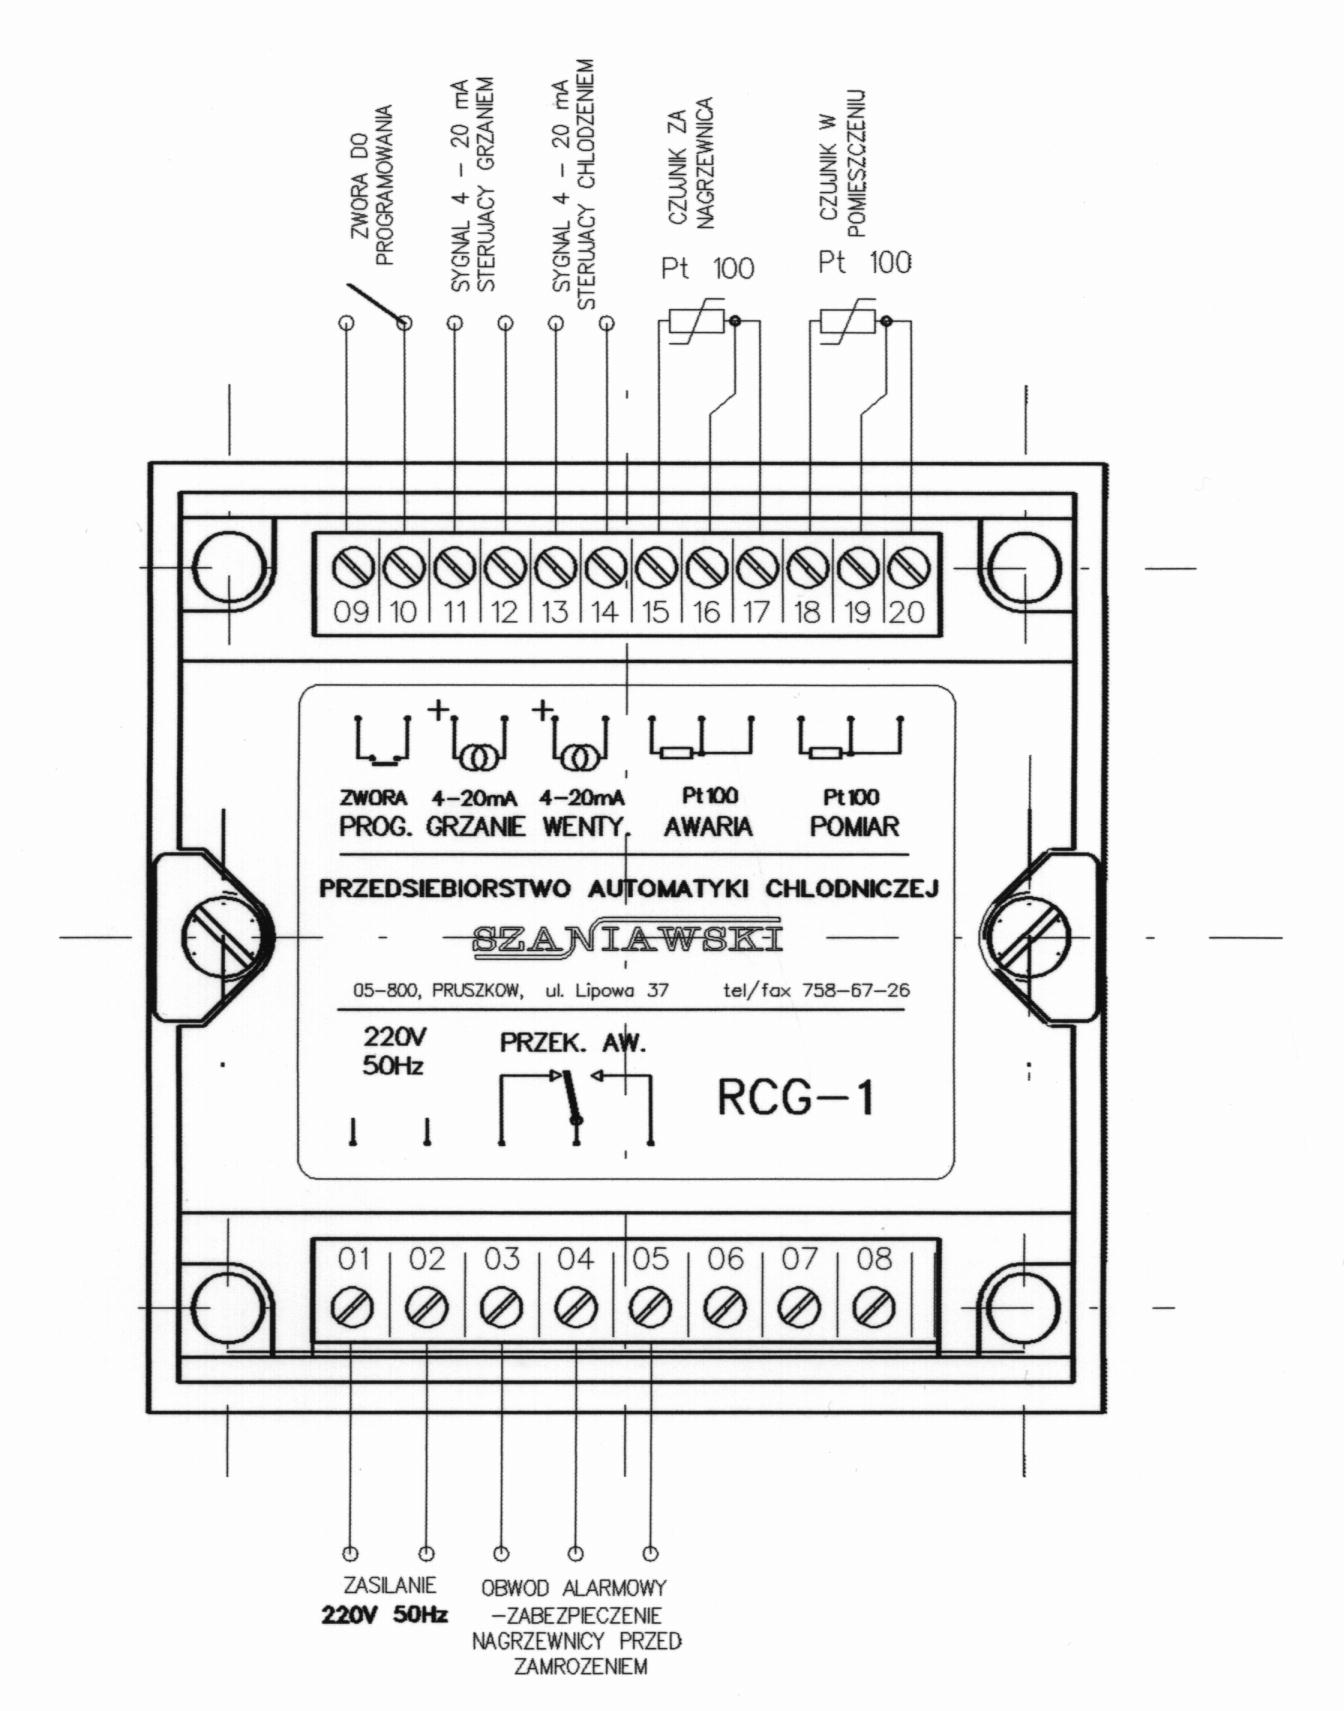 ZWORA DO
PROGRAMOWANIA
SYGNAL 4 - 20 mA
STERUJACY GRZANIEM
SYGNAL 4 - 20 mA
STERUJACY CHLODZENIEM
CZUJNIK ZA
NAGRZEWNICA
CZUJNIK W
POMIESZCZENIU
Pt 100
Pt 100
09 10 11 12 13 14 15 16 17 18 19 20
+ +
ZWORA 4-20mA 4-20mA Pt100 Pt100
PROG. GRZANIE WENTY. AWARIA POMIAR
PRZEDSIEBIORSTWO AUTOMATYKI CHLODNICZEJ
SZANIAWSKI
05-800, PRUSZKOW, ul. Lipowa 37 tel/fax 758-67-26
220V
50Hz
PRZEK. AW.
RCG-1
01 02 03 04 05 06 07 08
ZASILANIE
220V 50Hz
OBWOD ALARMOWY
-ZABEZPIECZENIE
NAGRZEWNICY PRZED
ZAMROZENIEM